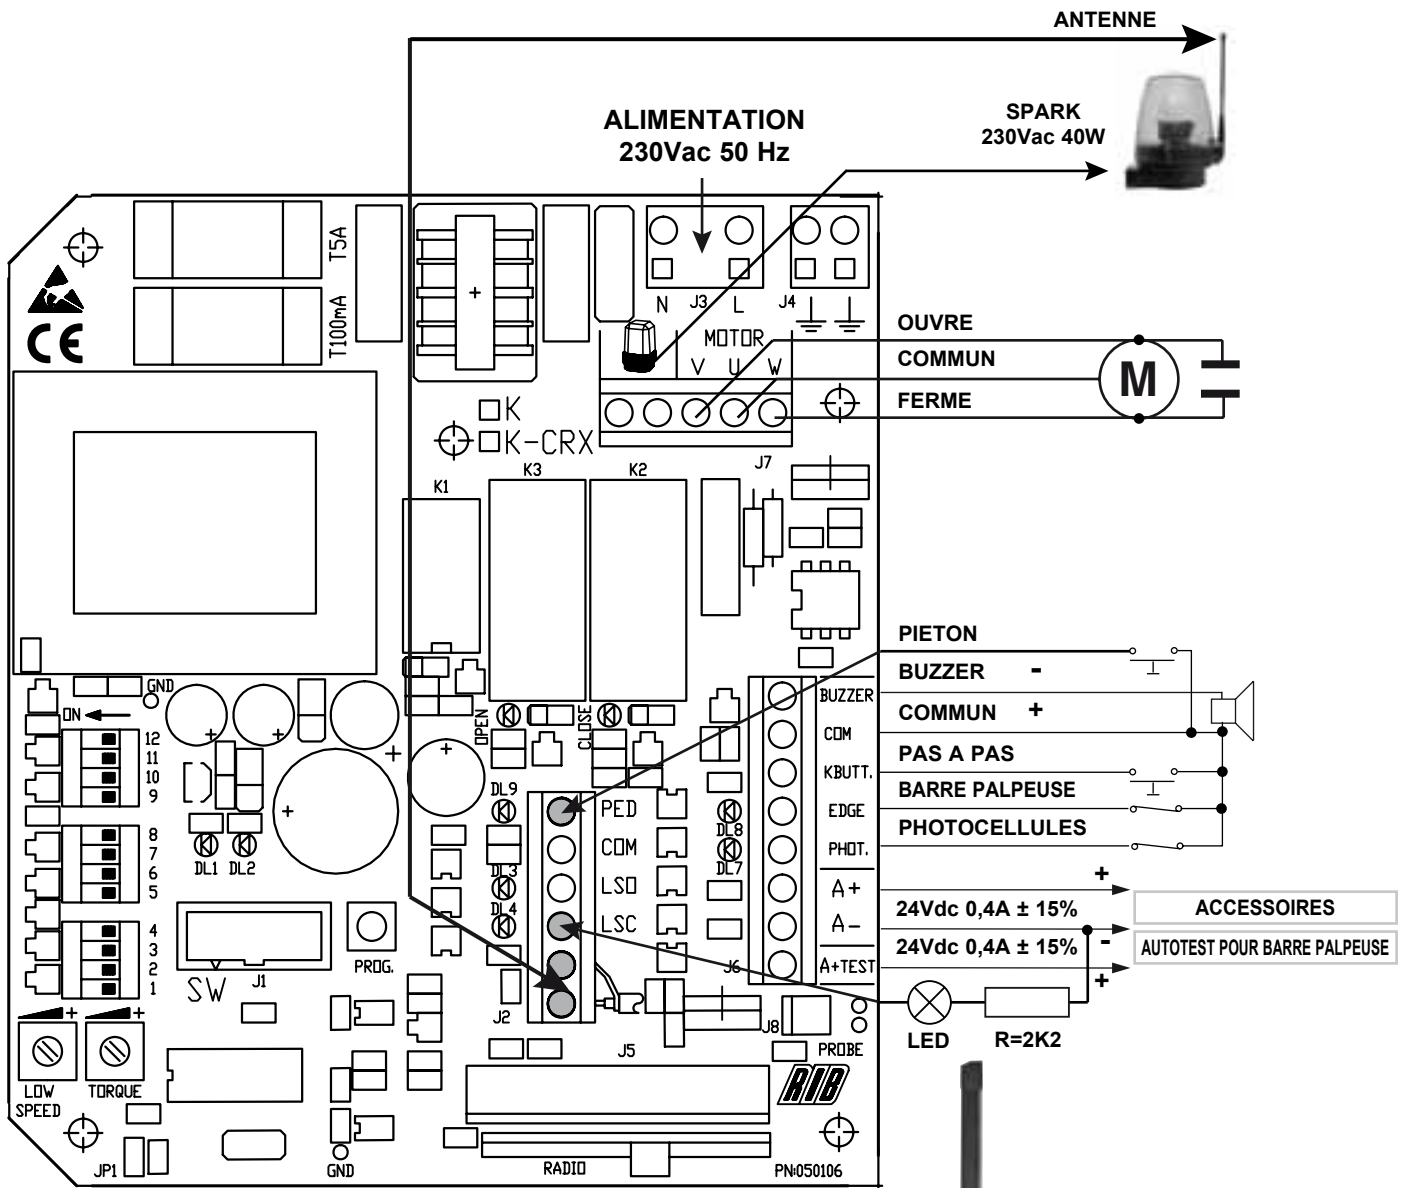 ANTENNE
SPARK
230Vac 40W
ALIMENTATION
230Vac 50 Hz
T5A
T100mA
CE
N J3 L J4
MOTOR
V U W
OUVRE
COMMUN
FERME
M
K
K-CRX
K1
K3
K2
J7
PIETON
BUZZER -
COMMUN +
PAS A PAS
BARRE PALPEUSE
PHOTOCELLULES
BUZZER
COM
KBUTT.
EDGE
PHOT.
A+
A-
A+TEST
J6
+
24Vdc 0,4A ± 15%
ACCESSOIRES
24Vdc 0,4A ± 15% -
AUTOTEST POUR BARRE PALPEUSE
+
LED
R=2K2
GND
ON
12
11
10
9
8
7
6
5
4
3
2
1
OPEN
CLOSE
DL9
DL3
DL4
DL8
DL7
DL1 DL2
PED
COM
LSO
LSC
J2
J1
SW
PROG.
J5
J8
PROBE
LOW SPEED
TORQUE
JP1
GND
RADIO
RIB
PN:050106